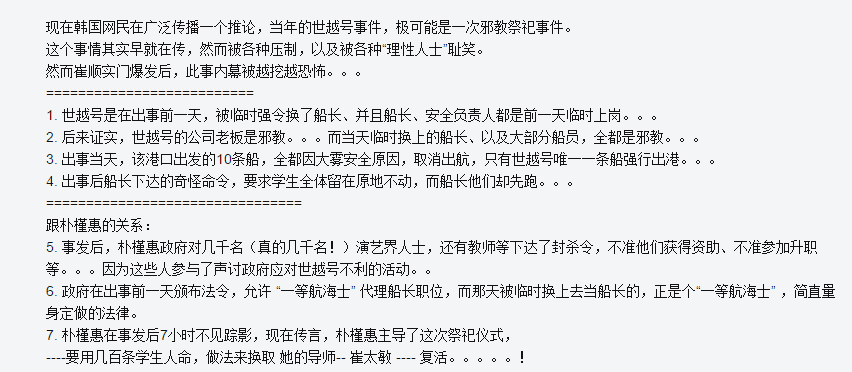 现在韩国网民在广泛传播一个推论，当年的世越号事件，极可能是一次邪教祭祀事件。
这个事情其实早就在传，然而被各种压制，以及被各种“理性人士”耻笑。
然而崔顺实门爆发后，此事内幕被越挖越恐怖。。。
==========================
1. 世越号是在出事前一天，被临时强令换了船长、并且船长、安全负责人都是前一天临时上岗。。。
2. 后来证实，世越号的公司老板是邪教。。。而当天临时换上的船长、以及大部分船员，全都是邪教。。。
3. 出事当天，该港口出发的10条船，全都因大雾安全原因，取消出航，只有世越号唯一一条船强行出港。。。
4. 出事后船长下达的奇怪命令，要求学生全体留在原地不动，而船长他们却先跑。。。
================================
跟朴槿惠的关系：
5. 事发后，朴槿惠政府对几千名（真的几千名！）演艺界人士，还有教师等下达了封杀令，不准他们获得资助、不准参加升职
等。。。因为这些人参与了声讨政府应对世越号不利的活动。。
6. 政府在出事前一天颁布法令，允许 “一等航海士” 代理船长职位，而那天被临时换上去当船长的，正是个“一等航海士” ，简直量
身定做的法律。
7. 朴槿惠在事发后7小时不见踪影，现在传言，朴槿惠主导了这次祭祀仪式，
----要用几百条学生人命，做法来换取 她的导师-- 崔太敏 ---- 复活。。。。。！